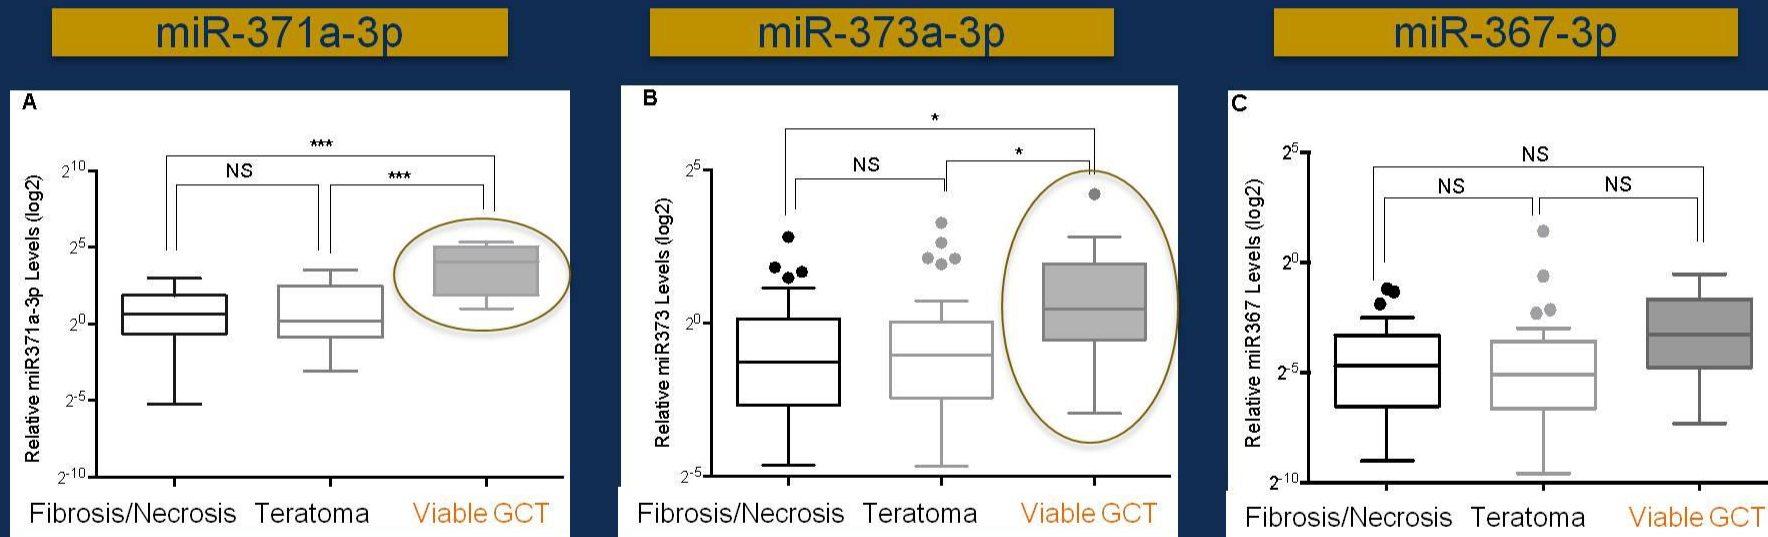 miR-371a-3p
miR-373a-3p
miR-367-3p
A
***
NS
***
2^10
2^5
2^0
2^-5
2^-10
Relative miR371a-3p Levels (log2)
Fibrosis/Necrosis Teratoma Viable GCT
B
*
NS
*
2^5
2^0
2^-5
Relative miR373 Levels (log2)
Fibrosis/Necrosis Teratoma Viable GCT
C
NS
NS
NS
2^5
2^0
2^-5
2^-10
Relative miR367 Levels (log2)
Fibrosis/Necrosis Teratoma Viable GCT